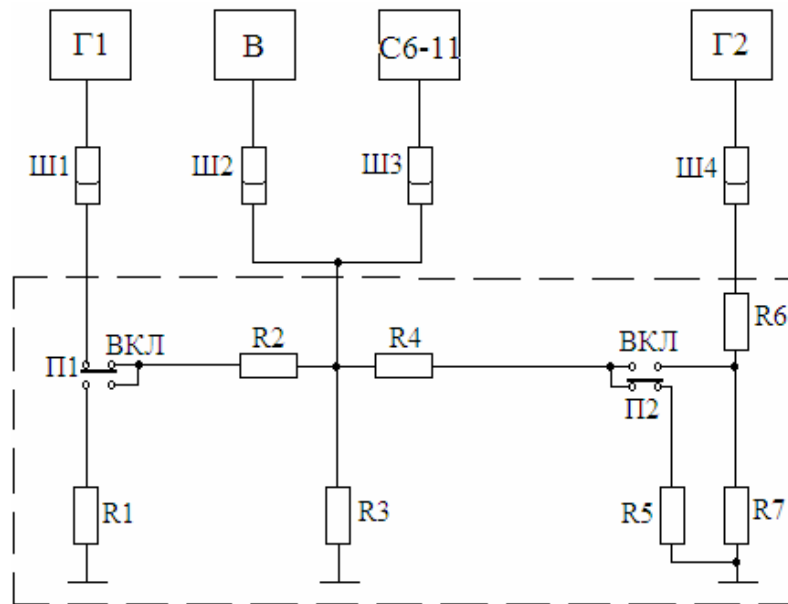 Г1 В С6-11 Г2
Ш1 Ш2 Ш3 Ш4
R6
П1 ВКЛ R2 R4 ВКЛ
П2
R1 R3 R5 R7